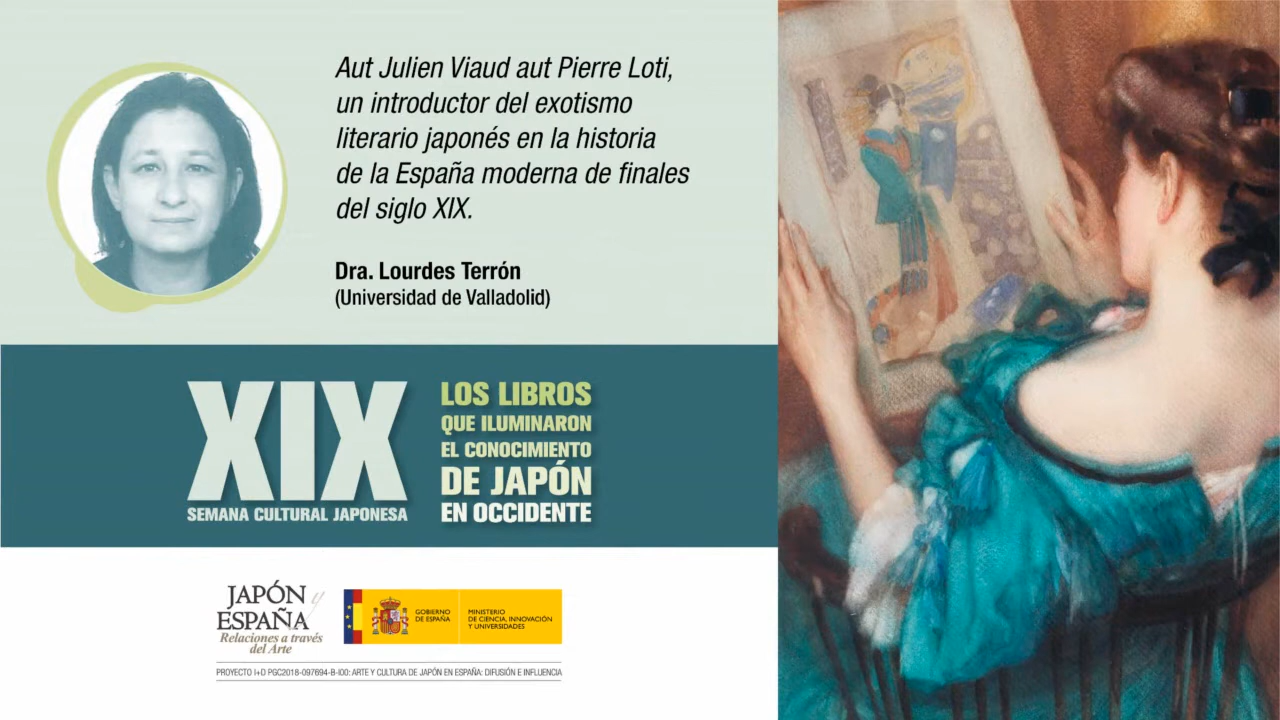 Aut Julien Viaud aut Pierre Loti,
un introductor del exotismo
literario japonés en la historia
de la España moderna de finales
del siglo XIX.
Dra. Lourdes Terrón
(Universidad de Valladolid)
XIX
SEMANA CULTURAL JAPONESA
LOS LIBROS
QUE ILUMINARON
EL CONOCIMIENTO
DE JAPÓN
EN OCCIDENTE
JAPÓN y
ESPAÑA
Relaciones a través
del Arte
GOBIERNO
DE ESPAÑA
MINISTERIO
DE CIENCIA, INNOVACIÓN
Y UNIVERSIDADES
PROYECTO I+D PGC2018-097694-B-I00: ARTE Y CULTURA DE JAPÓN EN ESPAÑA: DIFUSIÓN E INFLUENCIA